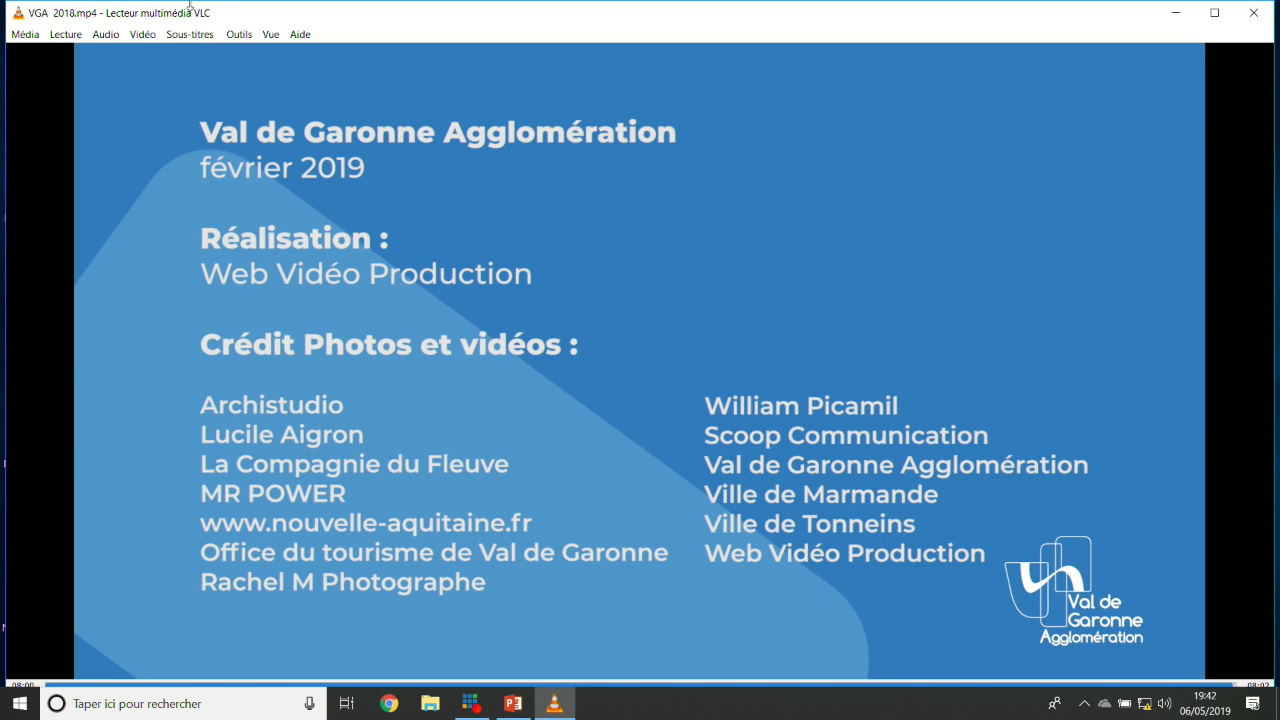 VGA 2018.mp4 - Lecteur multimédia VLC
Média Lecture Audio Vidéo Sous-titres Outils Vue Aide
Val de Garonne Agglomération
février 2019
Réalisation :
Web Vidéo Production
Crédit Photos et vidéos :
Archistudio
Lucile Aigron
La Compagnie du Fleuve
MR POWER
www.nouvelle-aquitaine.fr
Office du tourisme de Val de Garonne
Rachel M Photographe
William Picamil
Scoop Communication
Val de Garonne Agglomération
Ville de Marmande
Ville de Tonneins
Web Vidéo Production
Val de
Garonne
Agglomération
08:00 08:02
Taper ici pour rechercher
19:42
06/05/2019